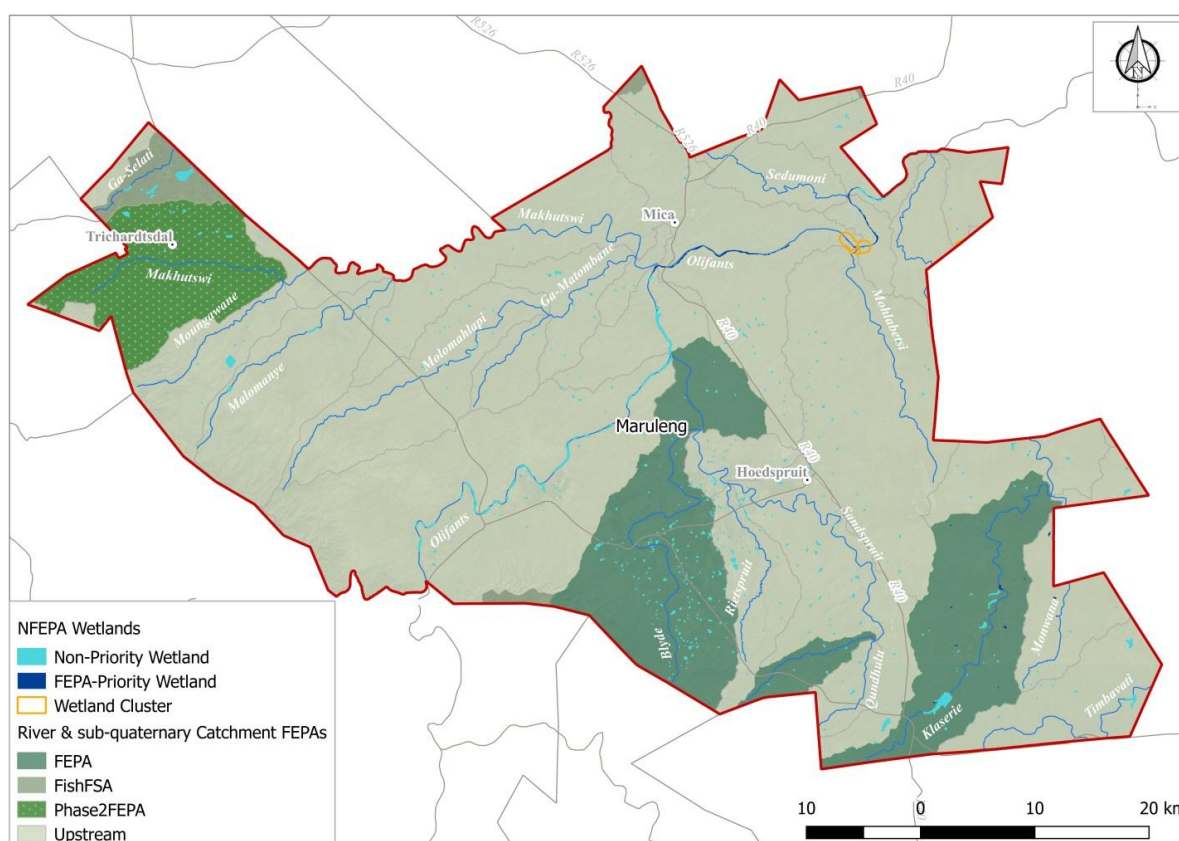 R526
R526
R40
N
R40
R526
Ga-Selati
Sedumoni
Makhutswi
Mica
Trichardtsdal
Olifants
Ga-Matombane
Makhutswi
Moungwane
Mohlabetsi
Molomahlapi
R40
Malomanye
Maruleng
R40
Hoedspruit
Olifants
Sandspruit
R40
Rietspruit
Monwana
Blyde
Qundhulu
Timbavati
Klaserie
NFEPA Wetlands
Non-Priority Wetland
FEPA-Priority Wetland
Wetland Cluster
River & sub-quaternary Catchment FEPAs
FEPA
FishFSA
Phase2FEPA
Upstream
10 0 10 20 km